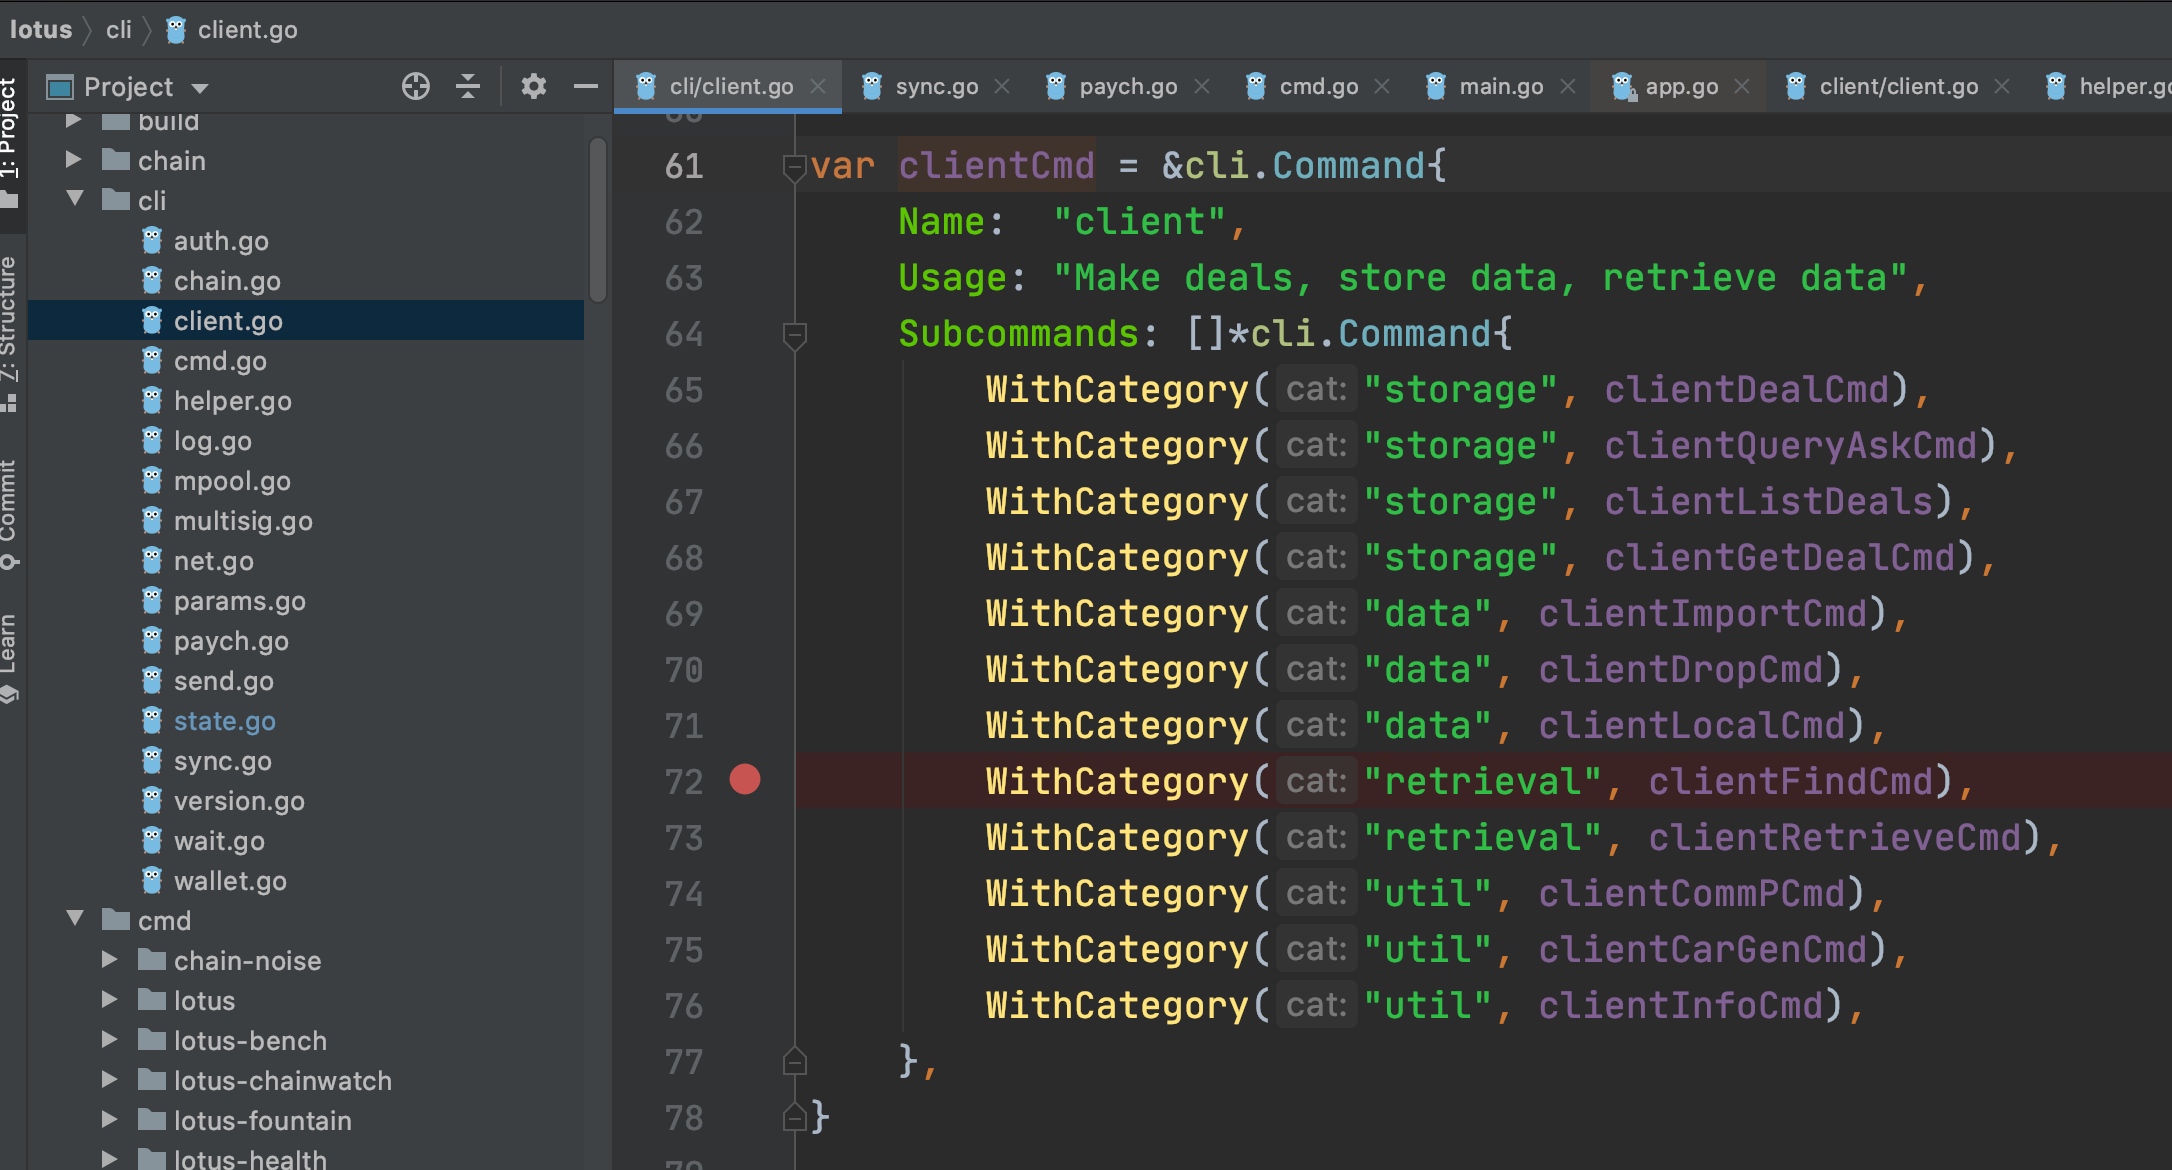 lotus cli client.go
1: Project
7: Structure
Commit
Learn
Project
build
chain
cli
auth.go
chain.go
client.go
cmd.go
helper.go
log.go
mpool.go
multisig.go
net.go
params.go
paych.go
send.go
state.go
sync.go
version.go
wait.go
wallet.go
cmd
chain-noise
lotus
lotus-bench
lotus-chainwatch
lotus-fountain
lotus-health
cli/client.go sync.go paych.go cmd.go main.go app.go client/client.go helper.go
61 var clientCmd = &cli.Command{
62 Name: "client",
63 Usage: "Make deals, store data, retrieve data",
64 Subcommands: []*cli.Command{
65 WithCategory( cat: "storage", clientDealCmd),
66 WithCategory( cat: "storage", clientQueryAskCmd),
67 WithCategory( cat: "storage", clientListDeals),
68 WithCategory( cat: "storage", clientGetDealCmd),
69 WithCategory( cat: "data", clientImportCmd),
70 WithCategory( cat: "data", clientDropCmd),
71 WithCategory( cat: "data", clientLocalCmd),
72 WithCategory( cat: "retrieval", clientFindCmd),
73 WithCategory( cat: "retrieval", clientRetrieveCmd),
74 WithCategory( cat: "util", clientCommPCmd),
75 WithCategory( cat: "util", clientCarGenCmd),
76 WithCategory( cat: "util", clientInfoCmd),
77 },
78 }